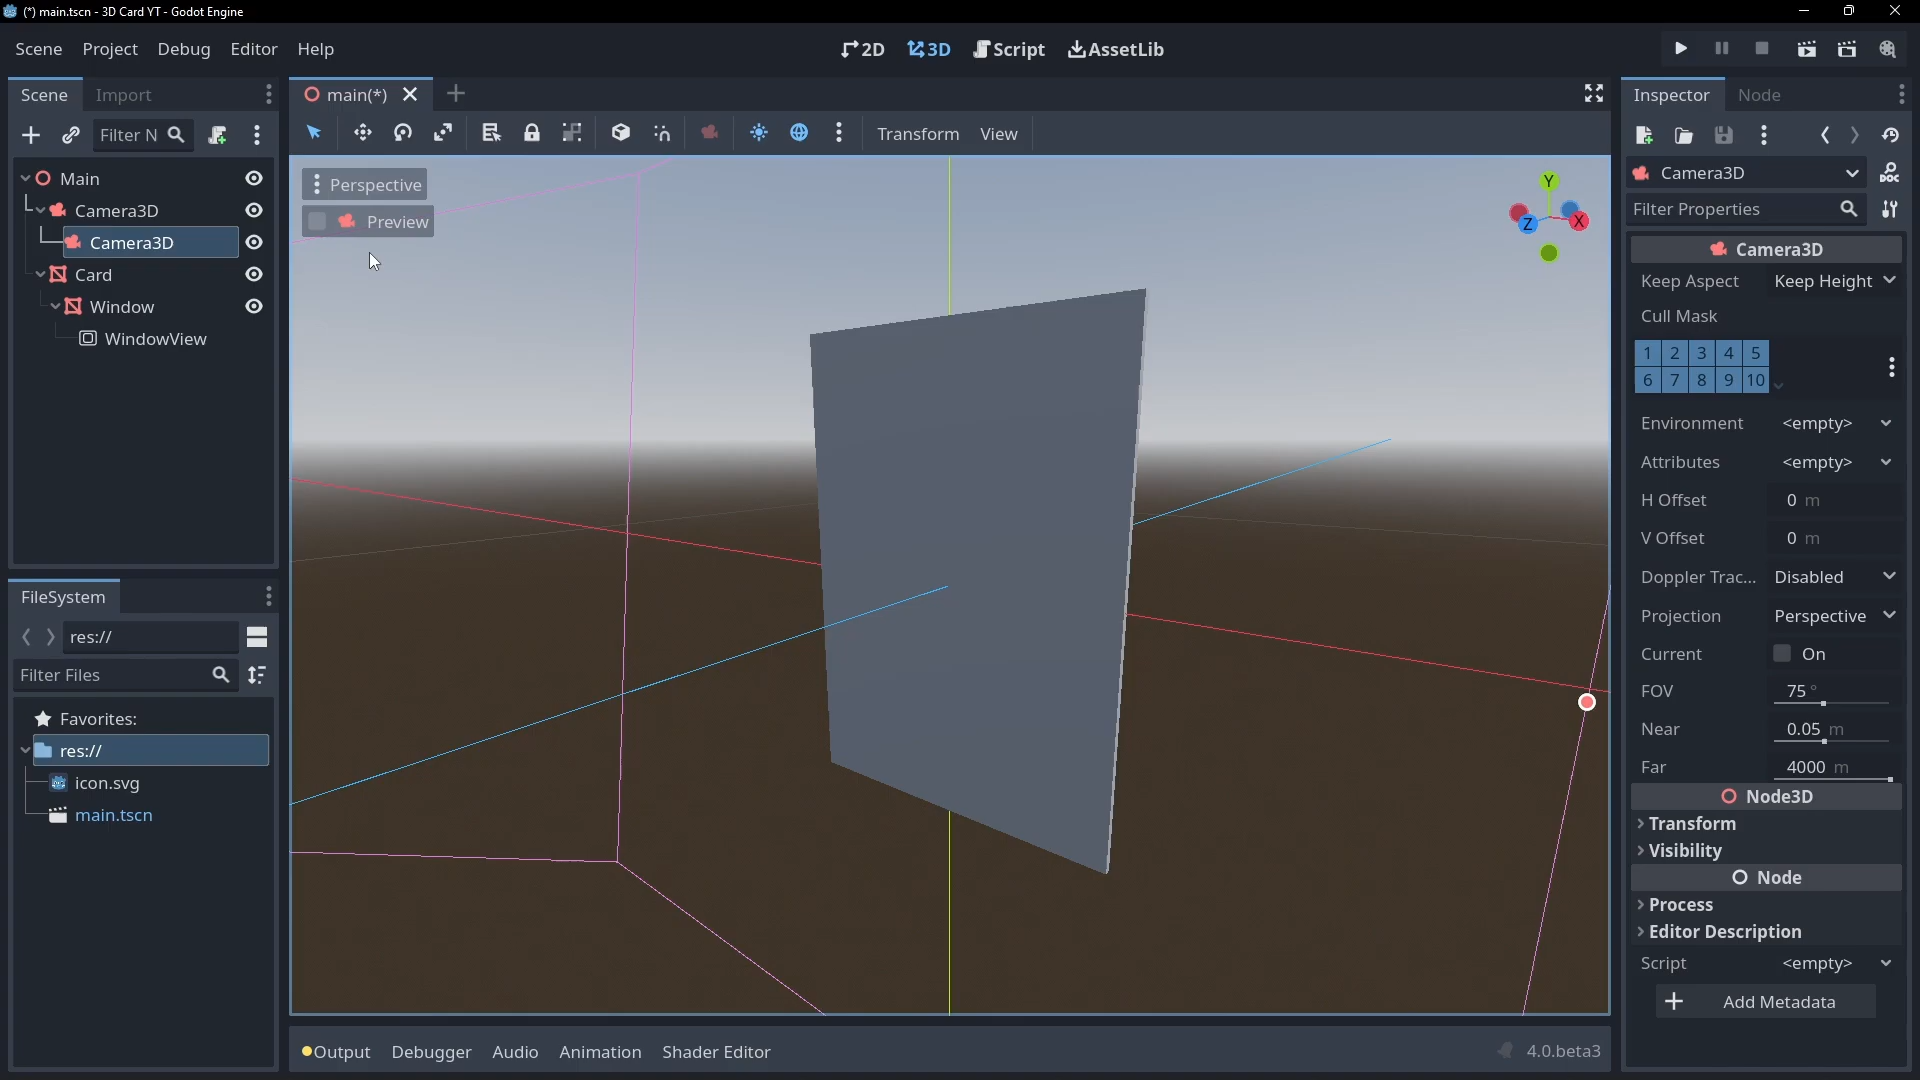 (*) main.tscn - 3D Card YT - Godot Engine
Scene Project Debug Editor Help
2D 3D Script AssetLib
Scene Import
Filter N
Main
Camera3D
Camera3D
Card
Window
WindowView
FileSystem
res://
Filter Files
Favorites:
res://
icon.svg
main.tscn
main(*)
Transform View
Perspective
Preview
Y
Z
X
Output Debugger Audio Animation Shader Editor
4.0.beta3
Inspector Node
Camera3D
DOC
Filter Properties
Camera3D
Keep Aspect Keep Height
Cull Mask
1 2 3 4 5
6 7 8 9 10
Environment <empty>
Attributes <empty>
H Offset 0 m
V Offset 0 m
Doppler Trac... Disabled
Projection Perspective
Current On
FOV 75 °
Near 0.05 m
Far 4000 m
Node3D
Transform
Visibility
Node
Process
Editor Description
Script <empty>
Add Metadata